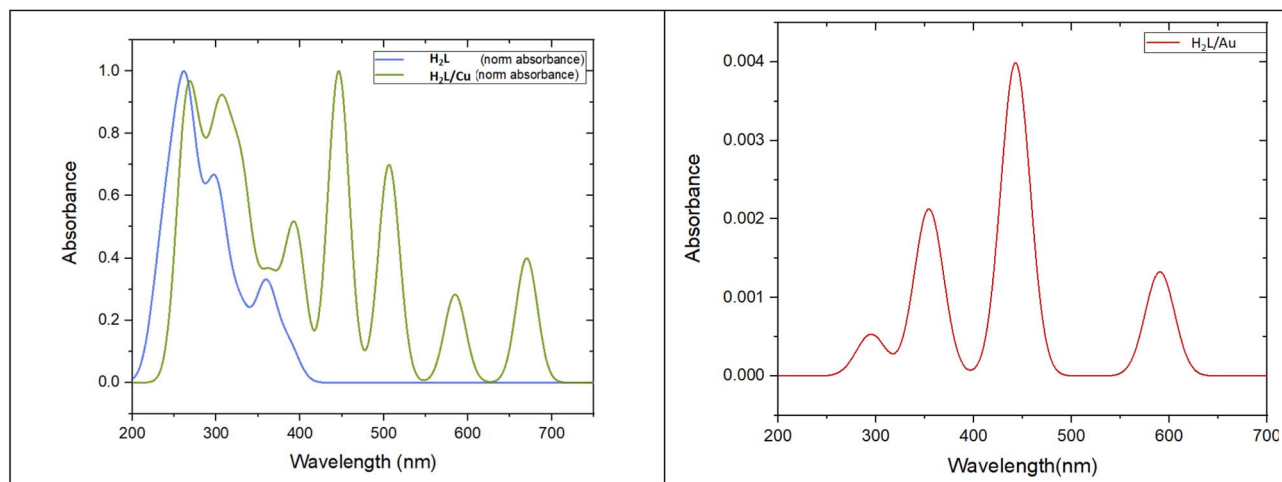 H₂L (norm absorbance)
H₂L/Cu (norm absorbance)
1.0
0.8
0.6
0.4
0.2
0.0
Absorbance
200 300 400 500 600 700
Wavelength (nm)
H₂L/Au
0.004
0.003
0.002
0.001
0.000
Absorbance
200 300 400 500 600 700
Wavelength(nm)